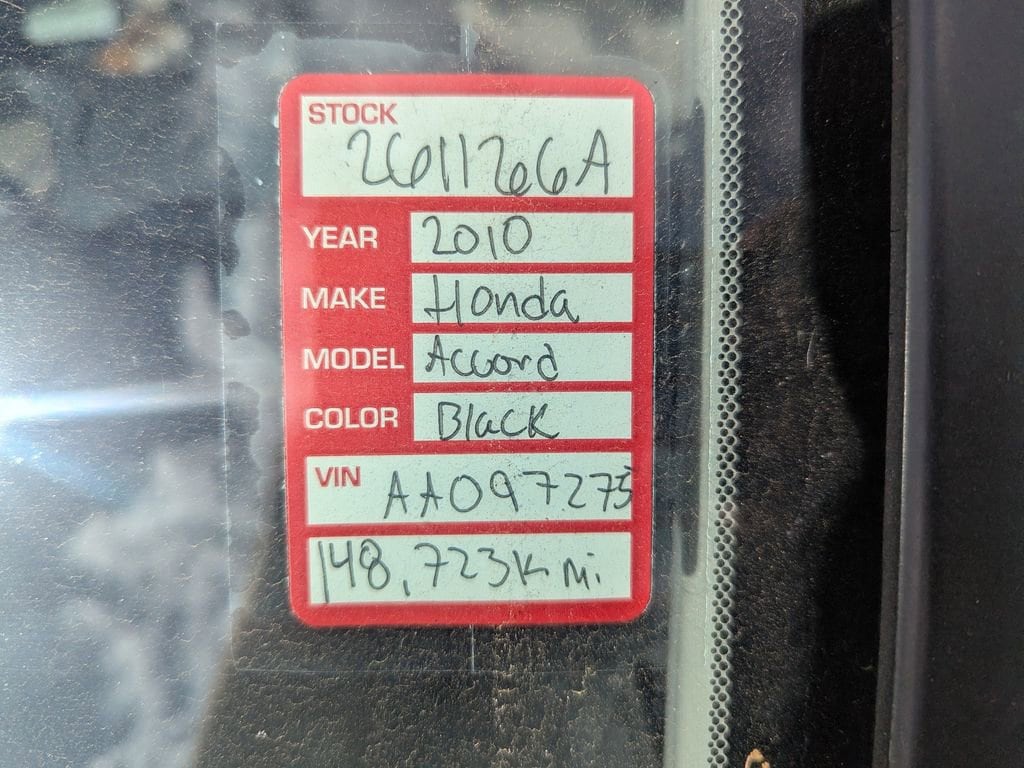 STOCK
2611266A
YEAR 2010
MAKE Honda
MODEL Accord
COLOR Black
VIN AA097275
148,723K mi.